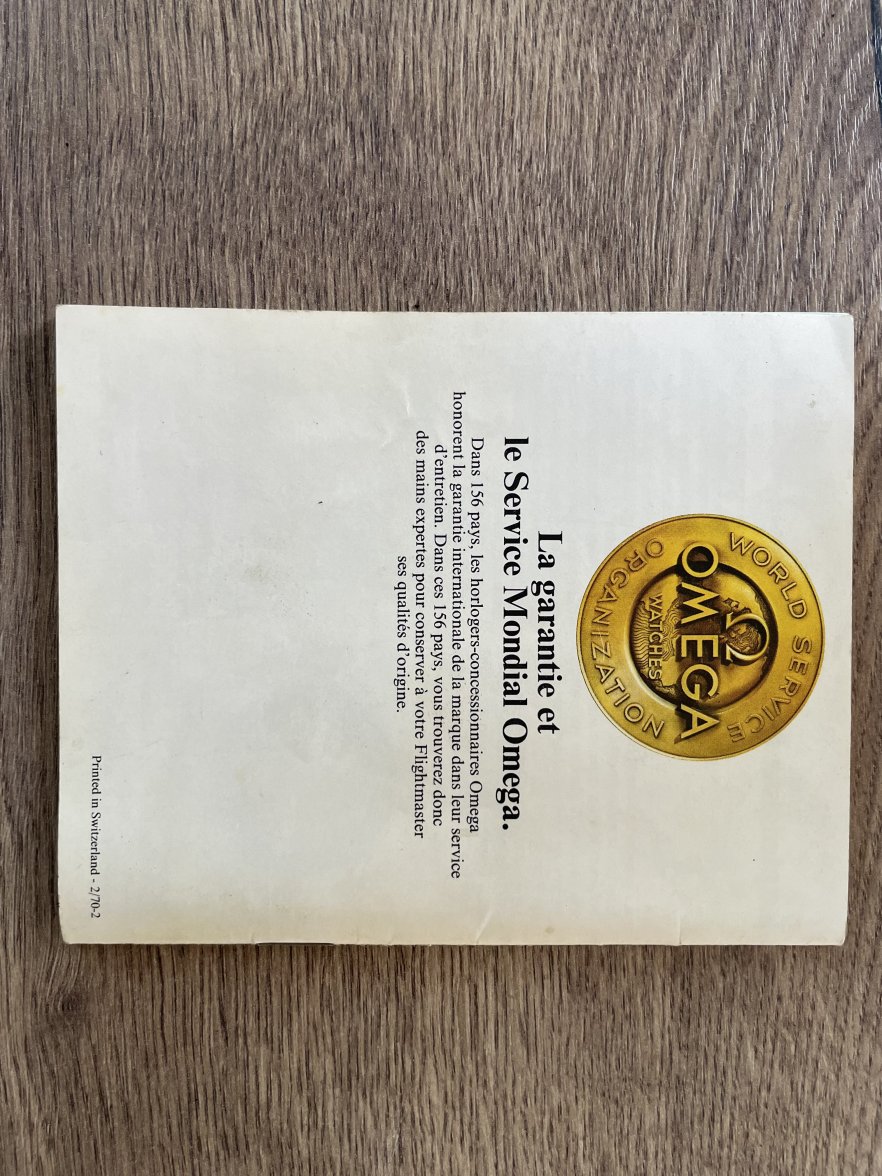 WORLD SERVICE
Ω
OMEGA
WATCHES
ORGANIZATION
La garantie et
le Service Mondial Omega.
Dans 156 pays, les horlogers-concessionnaires Omega
honorent la garantie internationale de la marque dans leur service
d'entretien. Dans ces 156 pays, vous trouverez donc
des mains expertes pour conserver à votre Flightmaster
ses qualités d'origine.
Printed in Switzerland - 2/70-2